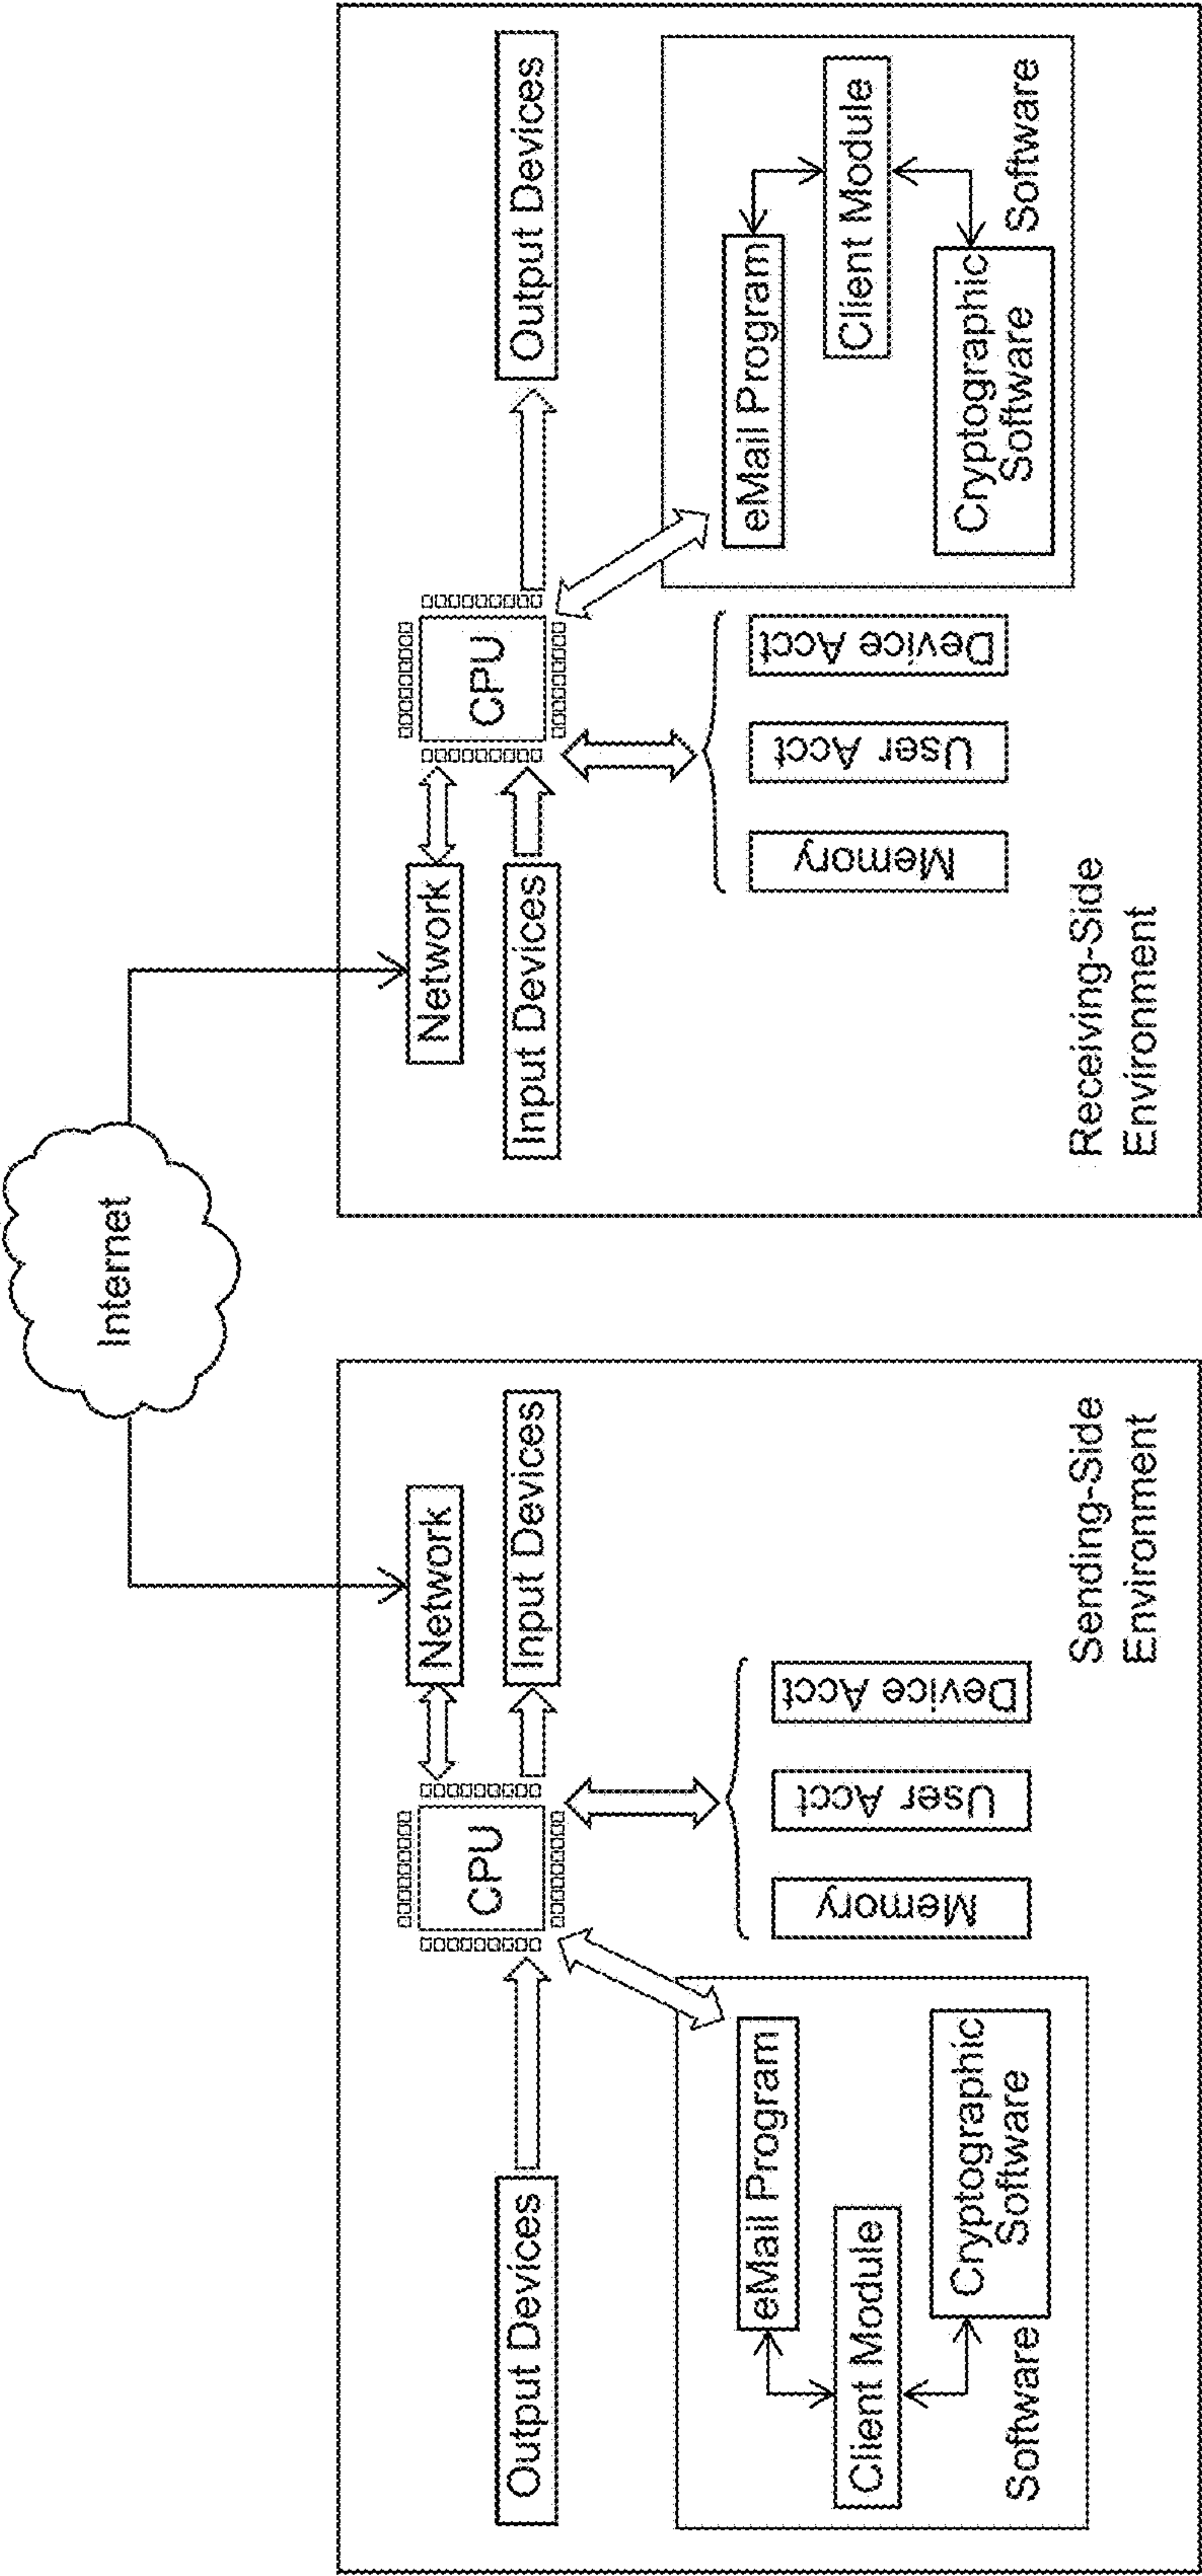 Internet
Network
Output Devices
CPU
Input Devices
eMail Program
Client Module
Cryptographic
Software
Software
Memory
User Acct
Device Acct
Sending-Side
Environment
Network
Input Devices
CPU
Output Devices
Memory
User Acct
Device Acct
eMail Program
Client Module
Cryptographic
Software
Software
Receiving-Side
Environment